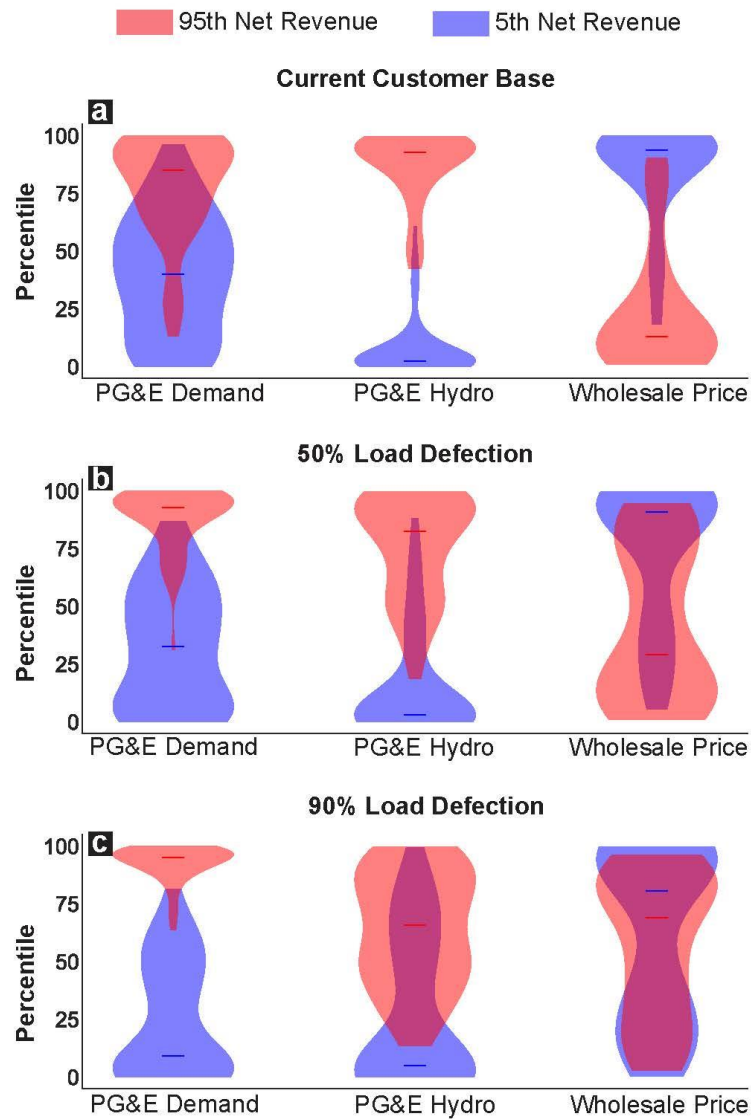 95th Net Revenue 5th Net Revenue
Current Customer Base
a
100
75
50
25
0
Percentile
PG&E Demand PG&E Hydro Wholesale Price
50% Load Defection
b
100
75
50
25
0
Percentile
PG&E Demand PG&E Hydro Wholesale Price
90% Load Defection
c
100
75
50
25
0
Percentile
PG&E Demand PG&E Hydro Wholesale Price